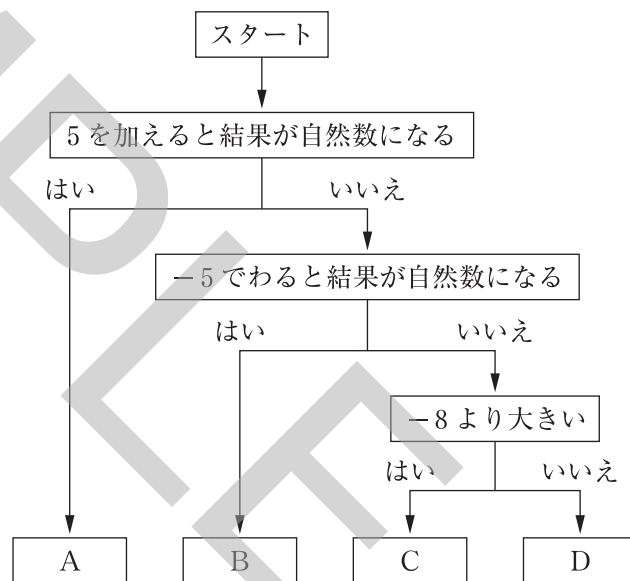 スタート
5を加えると結果が自然数になる
はい いいえ
−5でわると結果が自然数になる
はい いいえ
−8より大きい
はい いいえ
A B C D